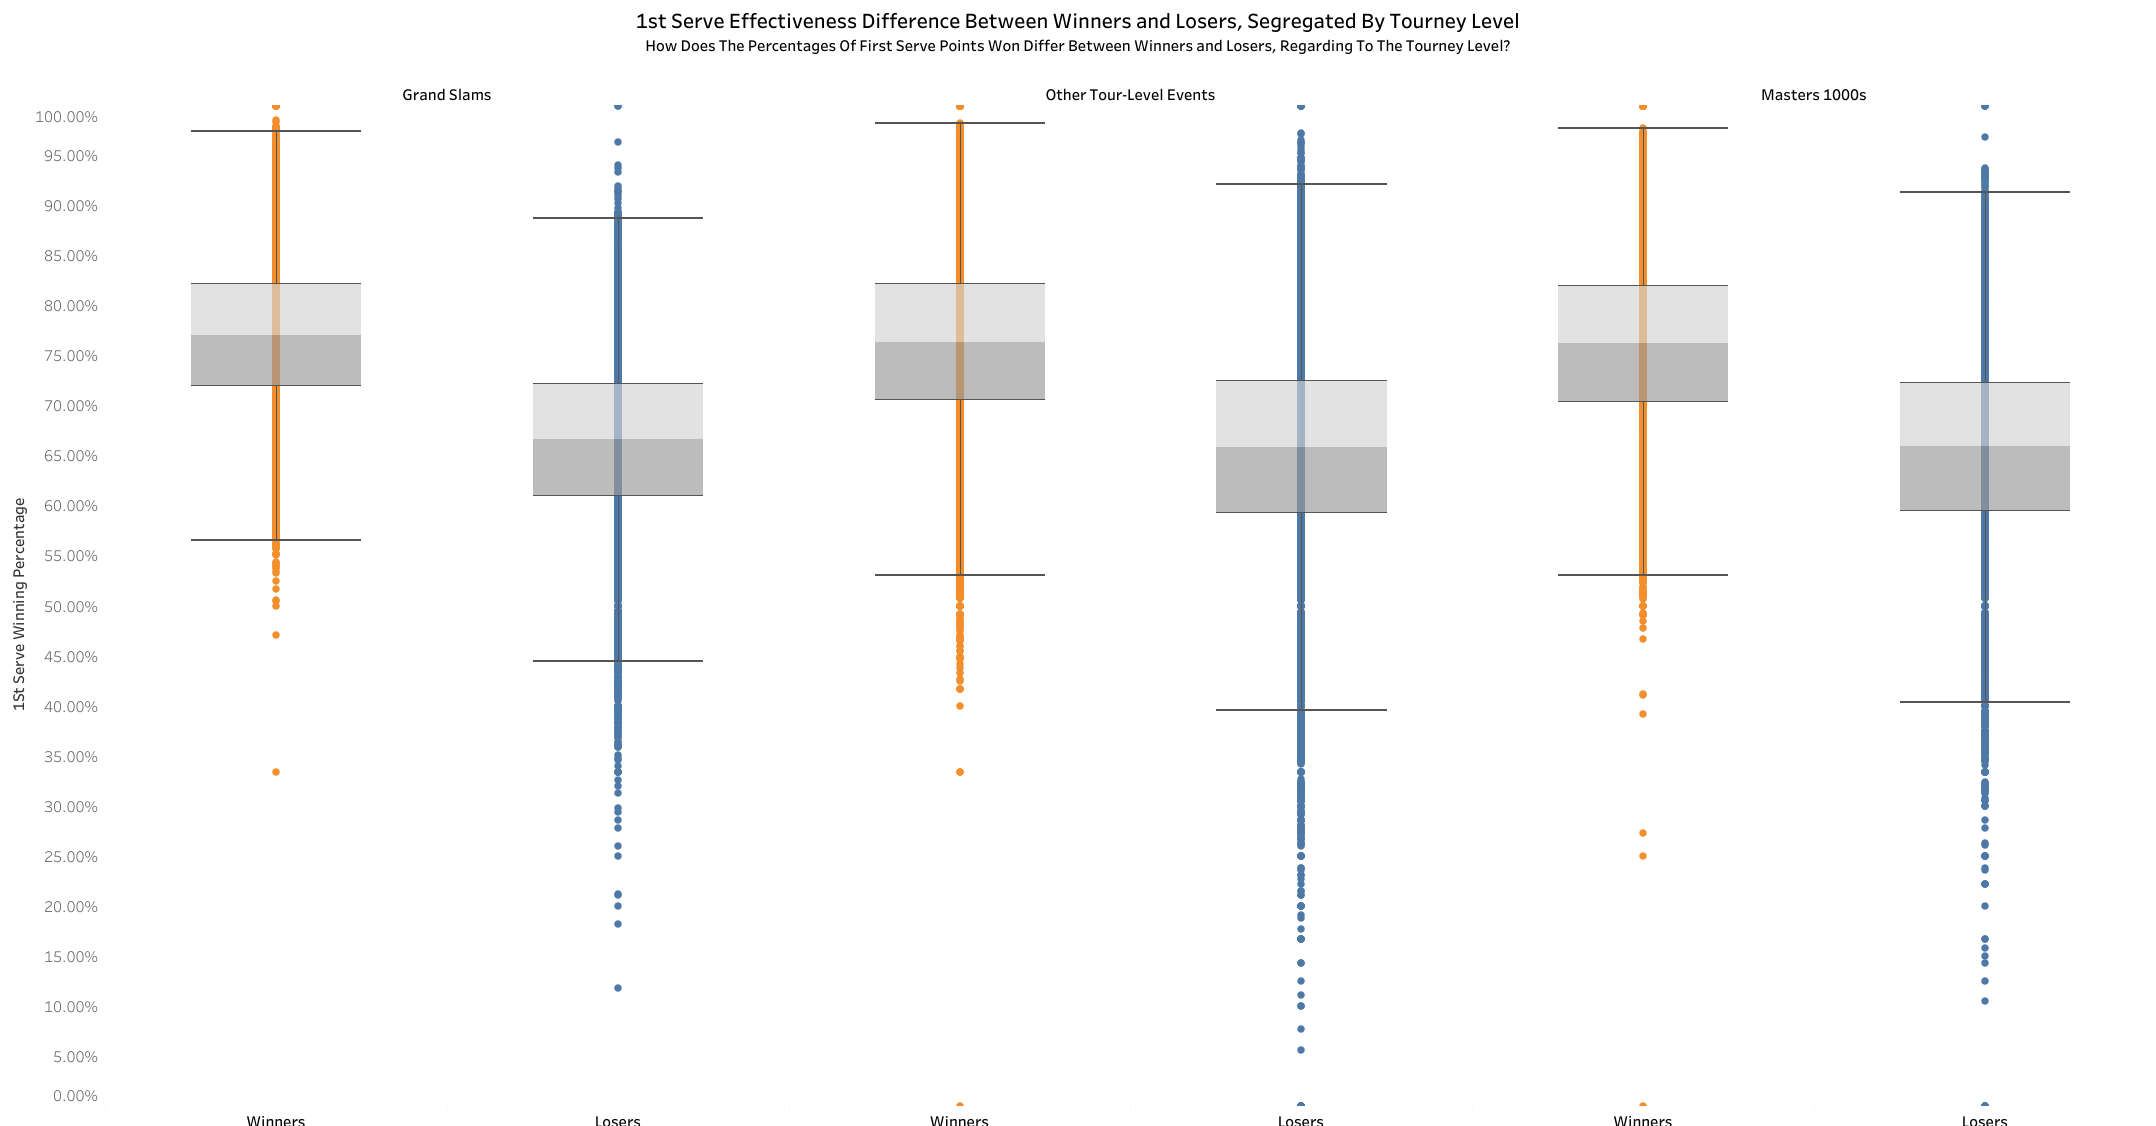 1st Serve Effectiveness Difference Between Winners and Losers, Segregated By Tourney Level
How Does The Percentages Of First Serve Points Won Differ Between Winners and Losers, Regarding To The Tourney Level?
Grand Slams
Other Tour-Level Events
Masters 1000s
1St Serve Winning Percentage
100.00%
95.00%
90.00%
85.00%
80.00%
75.00%
70.00%
65.00%
60.00%
55.00%
50.00%
45.00%
40.00%
35.00%
30.00%
25.00%
20.00%
15.00%
10.00%
5.00%
0.00%
Winners
Losers
Winners
Losers
Winners
Losers